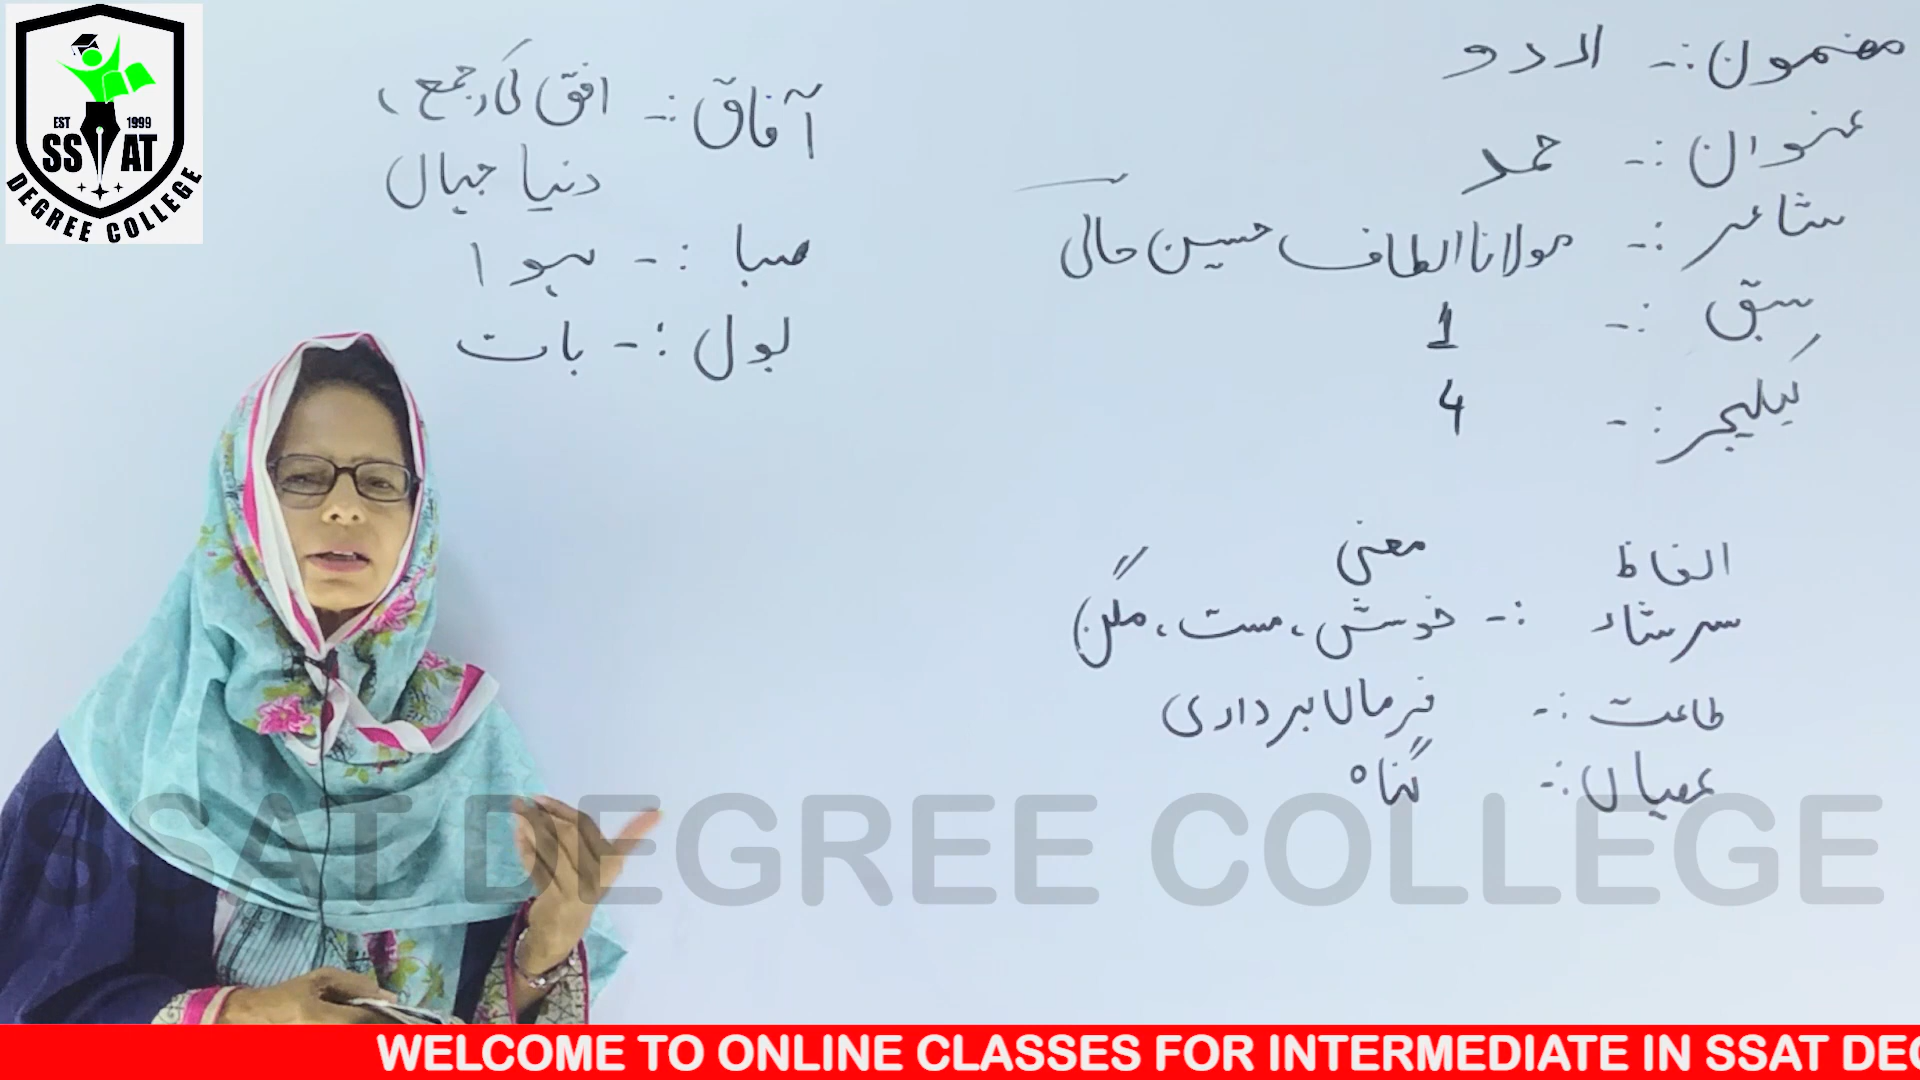 مضمون :- اردو
عنوان :- حمد
شاعر :- مولانا الطاف حسین حالی
سبق :- 1
لیکچر :- 4
الفاظ معنی
سرشار :- خوش، مست، مگن
طاعت :- فرمانبرداری
عصیاں :- گناہ
آفاق :- افق کی جمع،
دنیا جہاں
صبا :- ہوا
بول :- بات
EST 1999
SSAT
DEGREE COLLEGE
SSAT DEGREE COLLEGE
WELCOME TO ONLINE CLASSES FOR INTERMEDIATE IN SSAT DEG